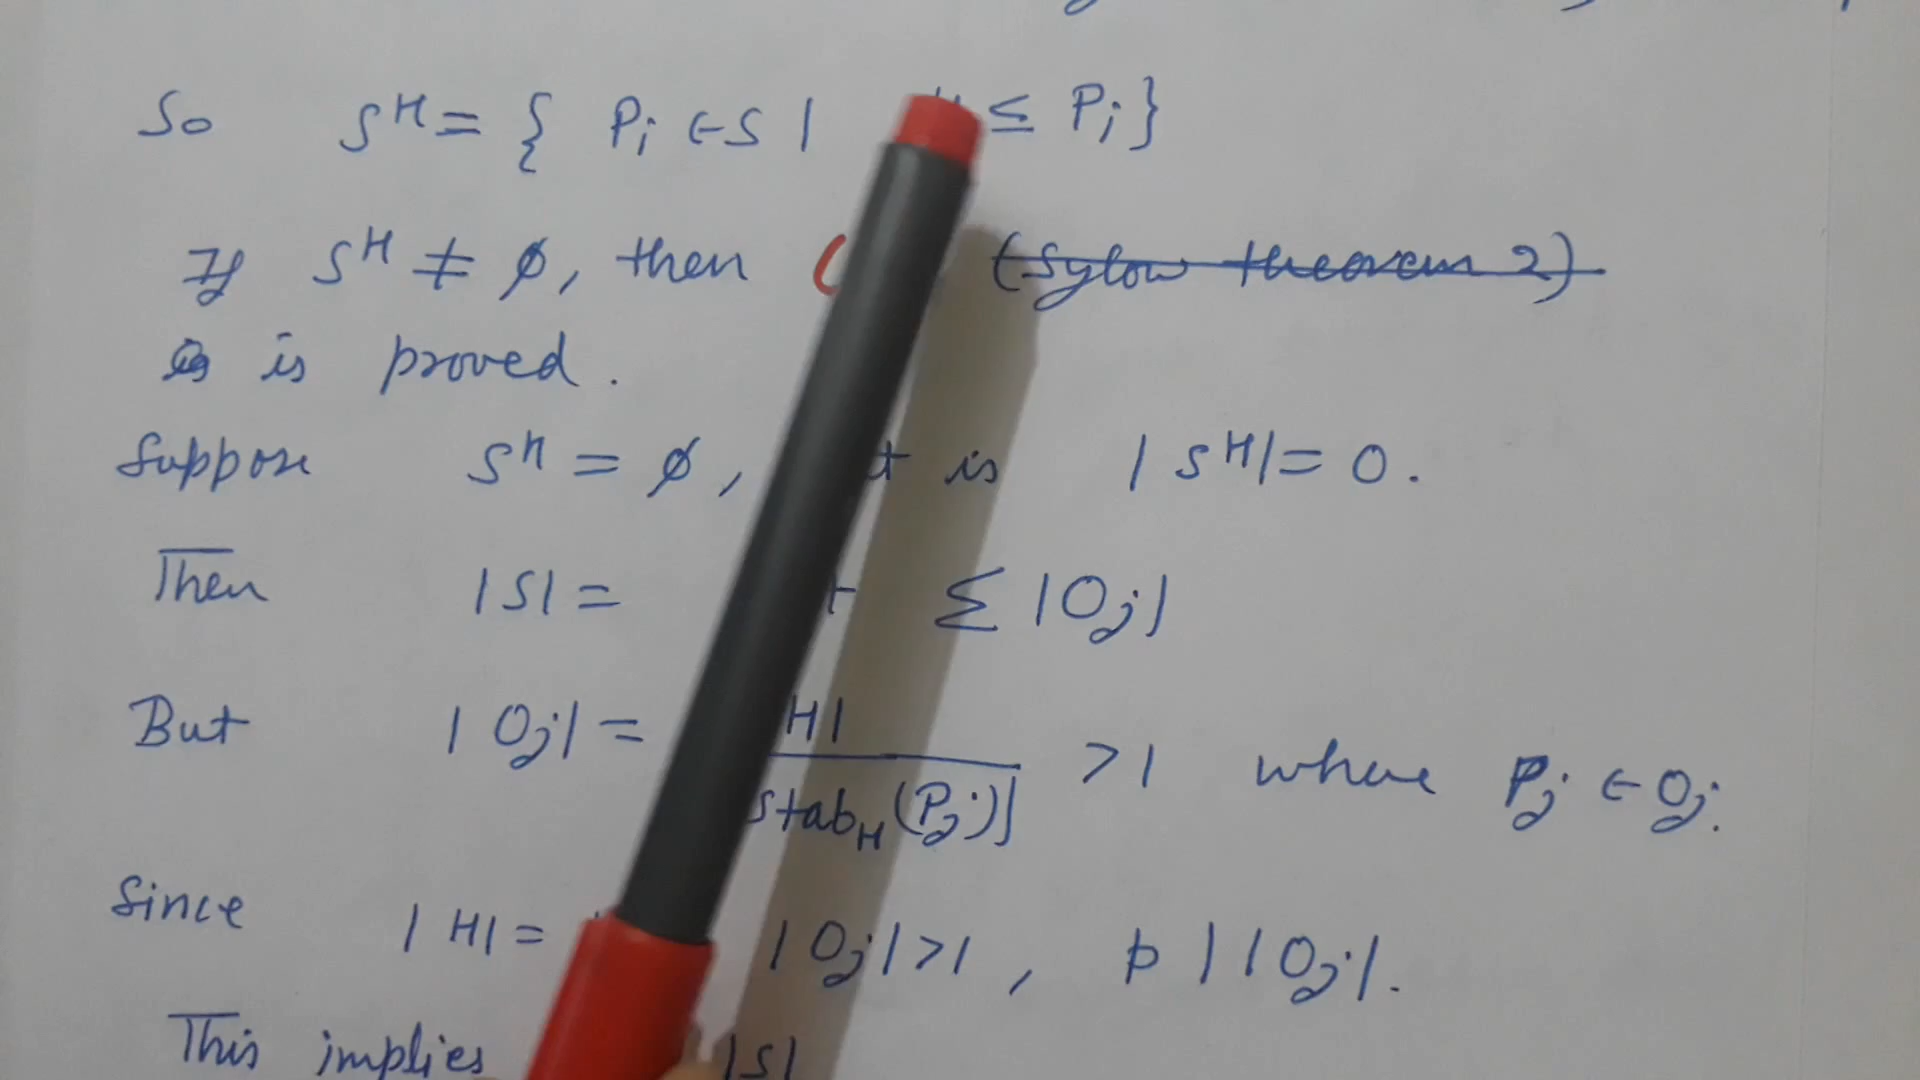 So S^H = { P_i ∈ S | ≤ P_i }
If S^H ≠ ø, then ( (Sylow theorem 2)
is proved.
Suppose S^H = ø, is |S^H| = 0.
Then |S| = + Σ |O_j|
But |O_j| = |H| / |stab_H (P_j)| > 1 where P_j ∈ O_j.
Since |H| = |O_j| > 1, p | |O_j|.
This implies |S|